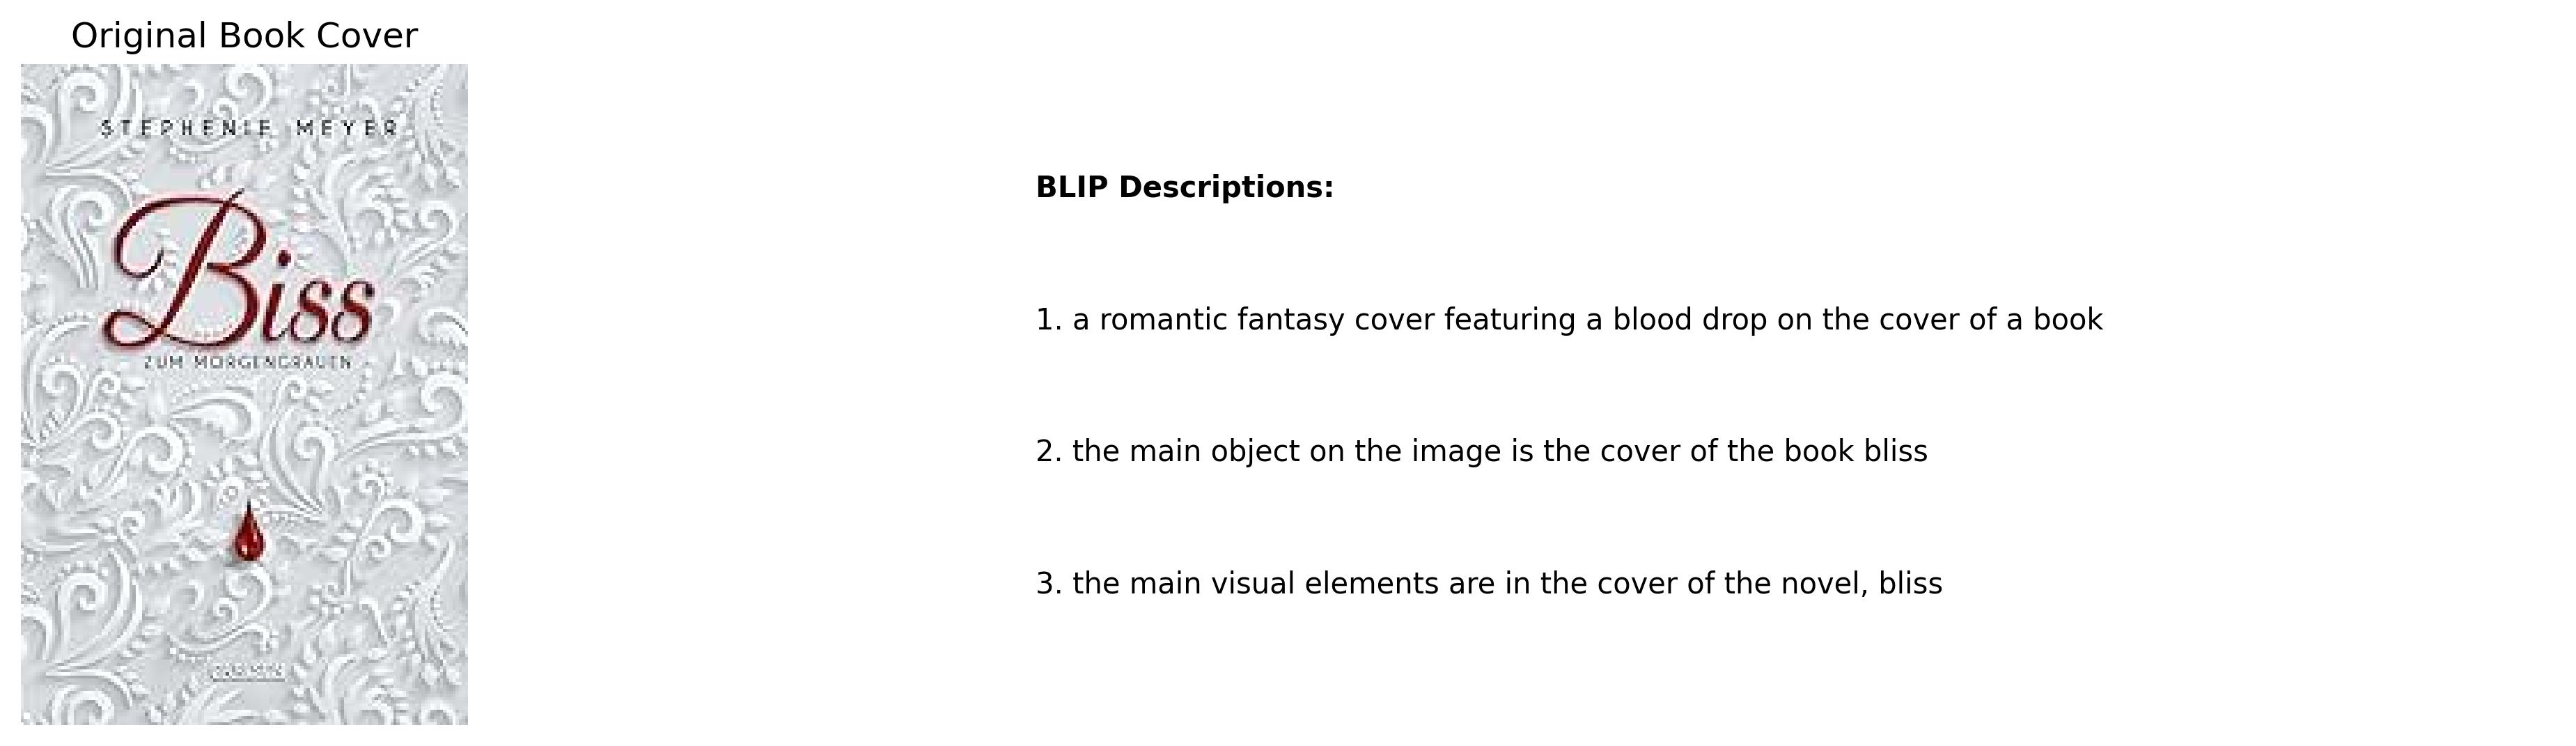 Original Book Cover
STEPHENIE MEYER
Biss
ZUM MORGENGRAUEN
BLIP Descriptions:
1. a romantic fantasy cover featuring a blood drop on the cover of a book
2. the main object on the image is the cover of the book bliss
3. the main visual elements are in the cover of the novel, bliss